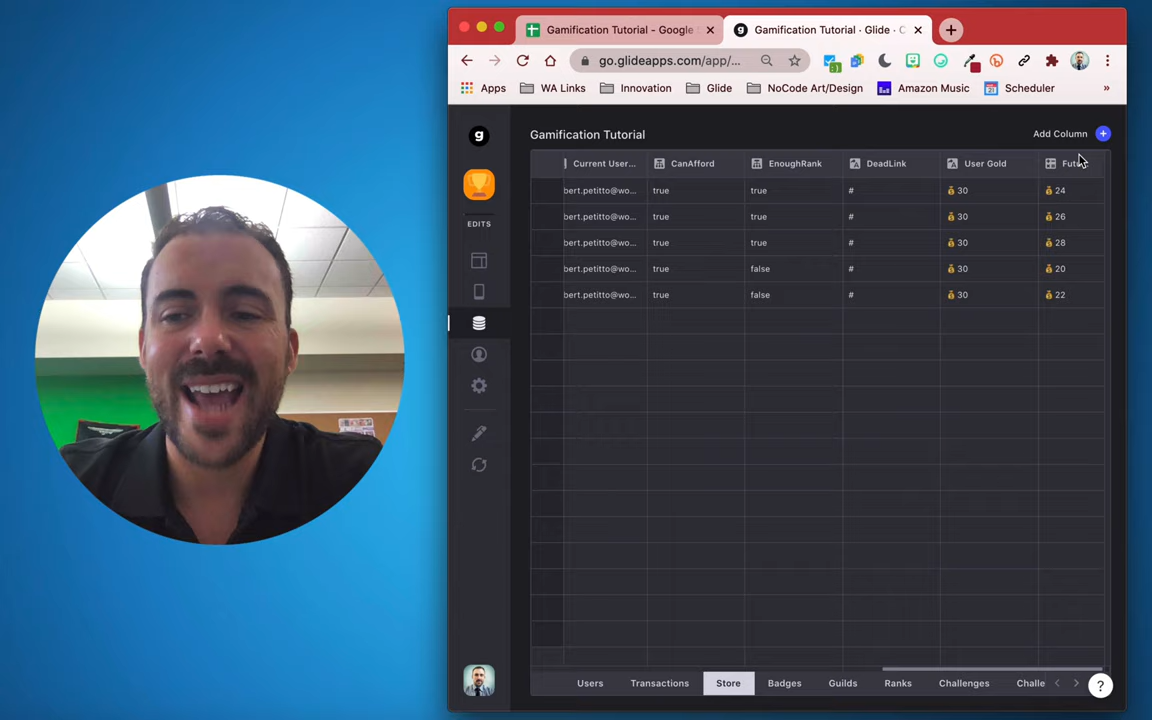 Gamification Tutorial - Google
Gamification Tutorial · Glide · C
go.glideapps.com/app/...
Apps WA Links Innovation Glide NoCode Art/Design Amazon Music Scheduler »
g
Gamification Tutorial
Add Column
EDITS
Current User... CanAfford EnoughRank DeadLink User Gold
bert.petitto@wo... true true # 30 24
bert.petitto@wo... true true # 30 26
bert.petitto@wo... true true # 30 28
bert.petitto@wo... true false # 30 20
bert.petitto@wo... true false # 30 22
Users Transactions Store Badges Guilds Ranks Challenges Challe
?